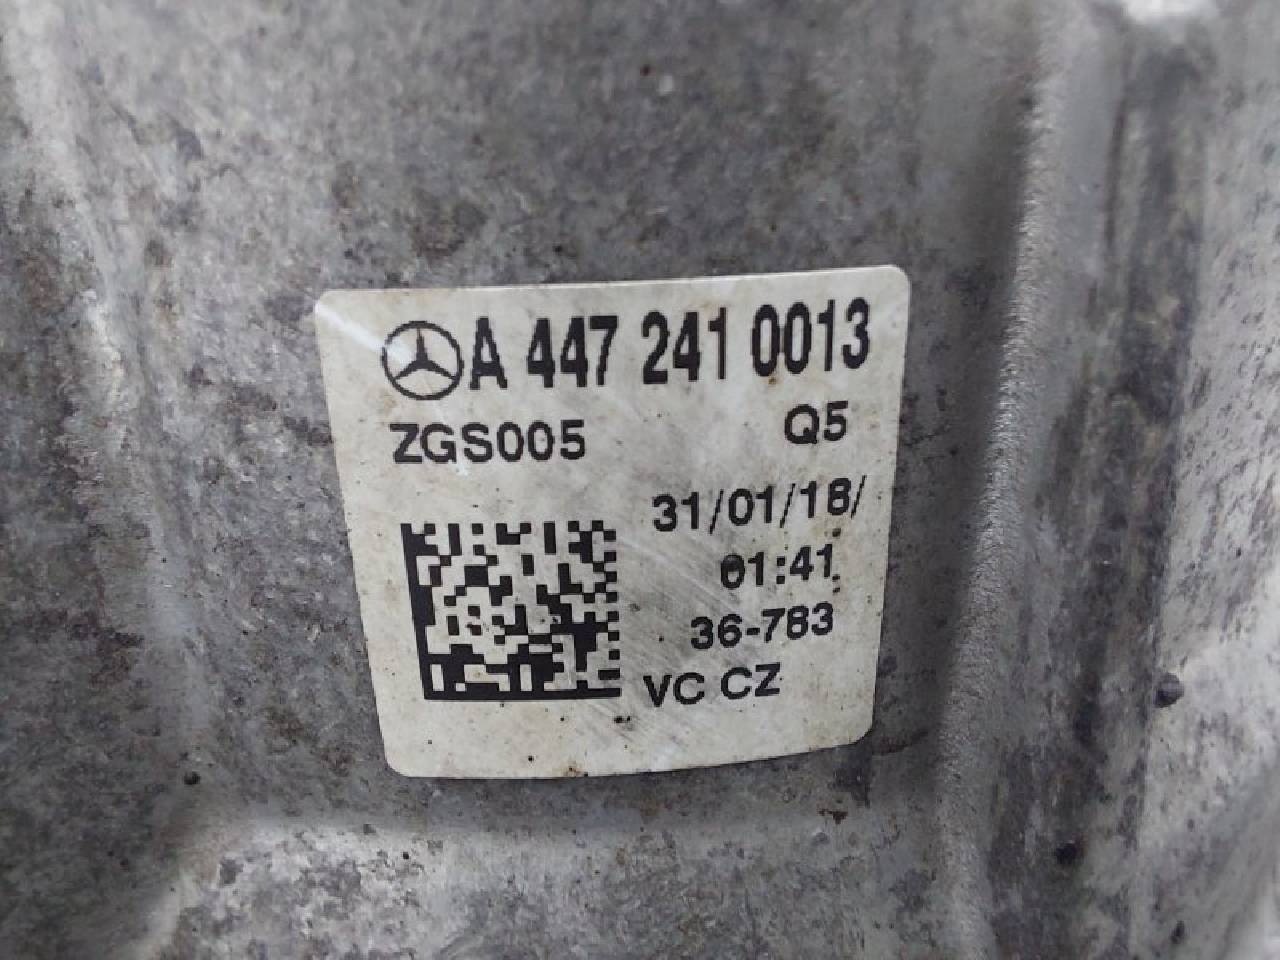 A 447 241 0013
ZGS005 Q5
31/01/18/
01:41
36-783
VC CZ